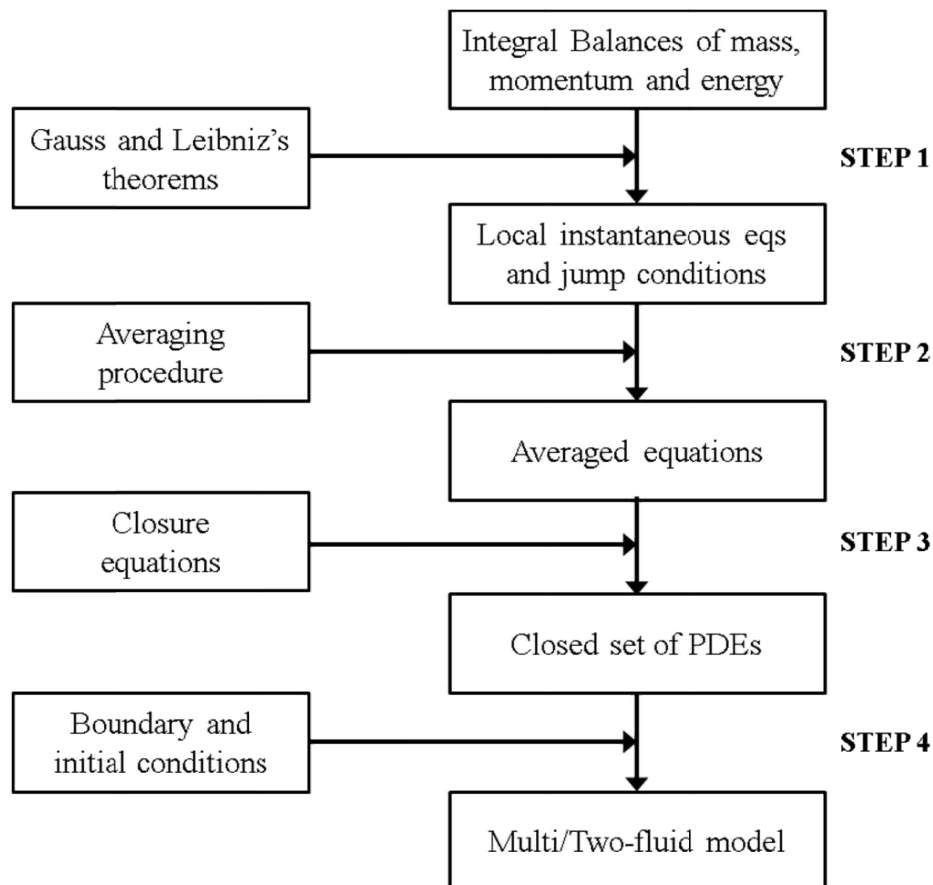 Integral Balances of mass,
momentum and energy
Gauss and Leibniz's
theorems
STEP 1
Local instantaneous eqs
and jump conditions
Averaging
procedure
STEP 2
Averaged equations
Closure
equations
STEP 3
Closed set of PDEs
Boundary and
initial conditions
STEP 4
Multi/Two-fluid model